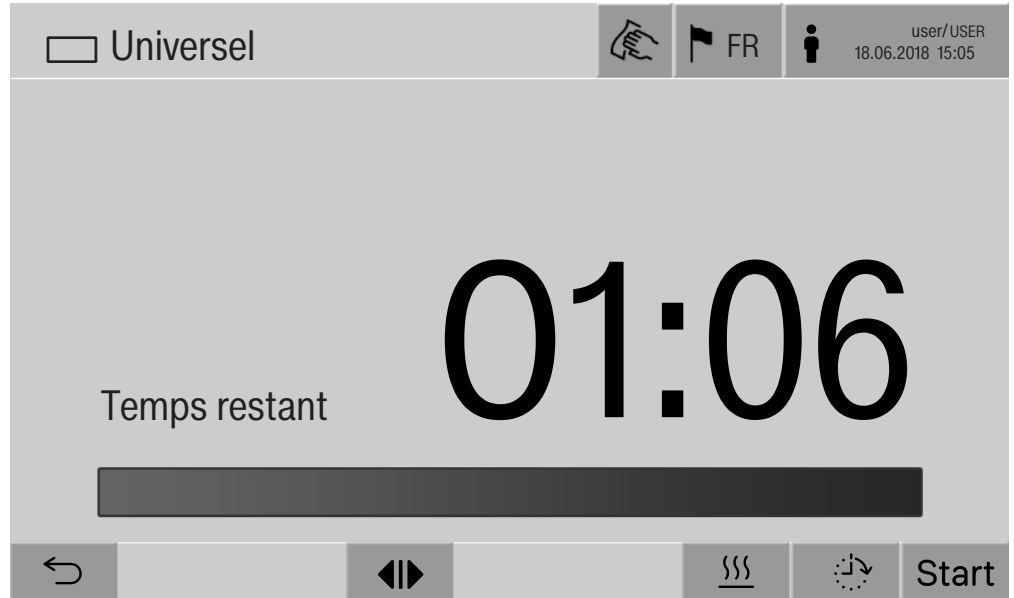 Universel
FR
user/USER
18.06.2018 15:05
01:06
Temps restant
Start